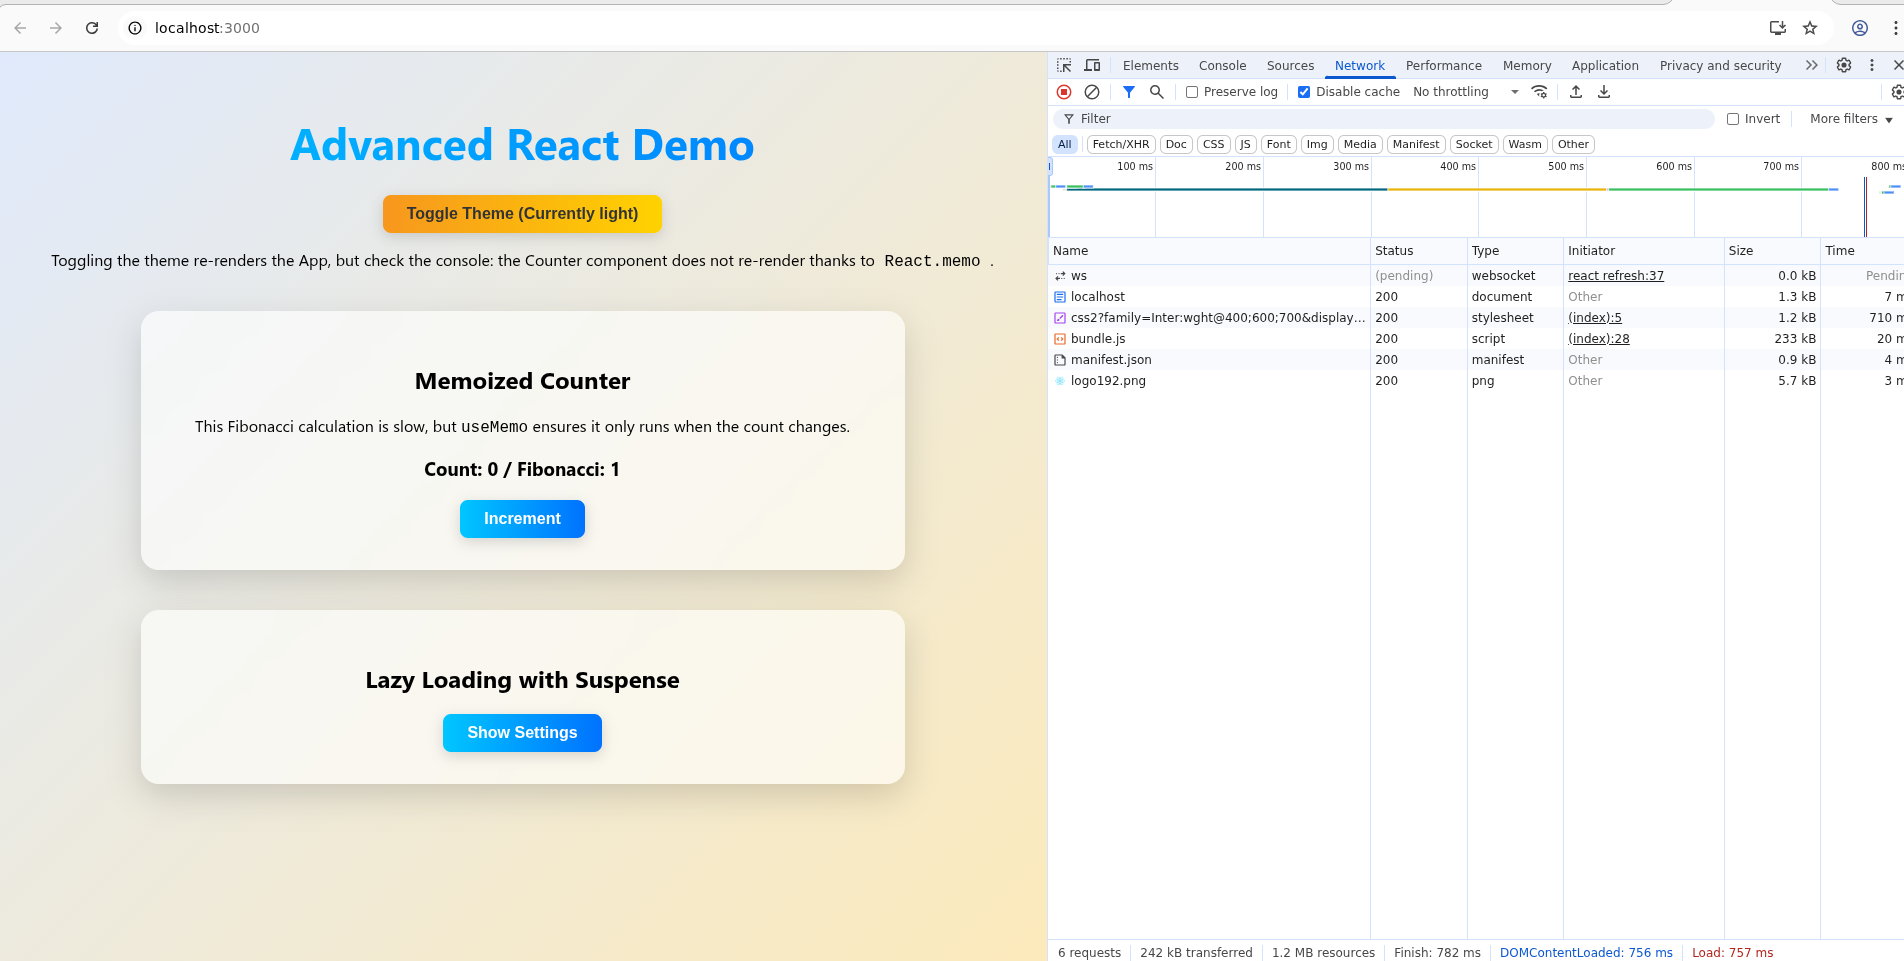 localhost:3000
Advanced React Demo
Toggle Theme (Currently light)
Toggling the theme re-renders the App, but check the console: the Counter component does not re-render thanks to React.memo .
Memoized Counter
This Fibonacci calculation is slow, but useMemo ensures it only runs when the count changes.
Count: 0 / Fibonacci: 1
Increment
Lazy Loading with Suspense
Show Settings
Elements Console Sources Network Performance Memory Application Privacy and security
Preserve log Disable cache No throttling
Filter Invert More filters
All Fetch/XHR Doc CSS JS Font Img Media Manifest Socket Wasm Other
100 ms 200 ms 300 ms 400 ms 500 ms 600 ms 700 ms 800 ms
Name Status Type Initiator Size Time
ws (pending) websocket react refresh:37 0.0 kB Pendin
localhost 200 document Other 1.3 kB 7 m
css2?family=Inter:wght@400;600;700&display… 200 stylesheet (index):5 1.2 kB 710 m
bundle.js 200 script (index):28 233 kB 20 m
manifest.json 200 manifest Other 0.9 kB 4 m
logo192.png 200 png Other 5.7 kB 3 m
6 requests 242 kB transferred 1.2 MB resources Finish: 782 ms DOMContentLoaded: 756 ms Load: 757 ms